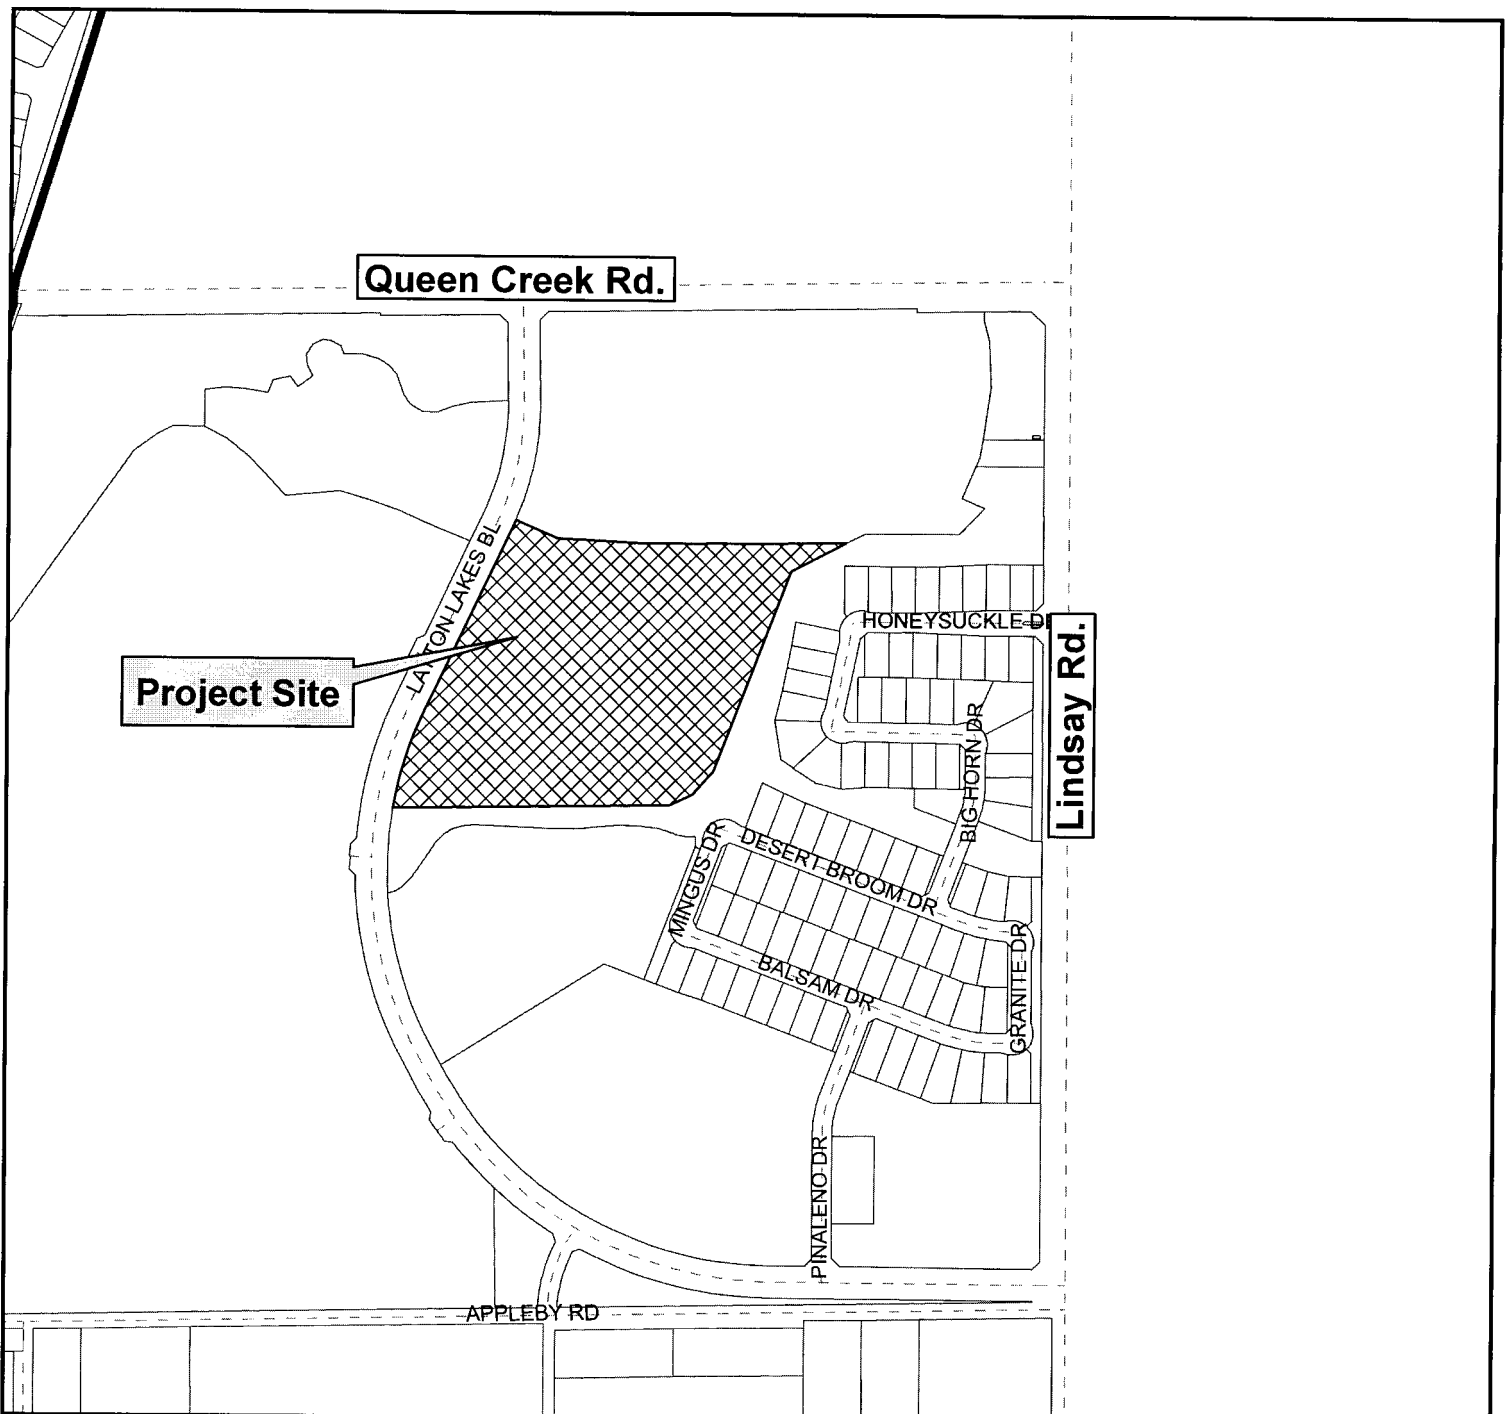 Queen Creek Rd.
LAYTON LAKES BL
HONEYSUCKLE DR
Project Site
Lindsay Rd.
BIG HORN DR
MINGUS DR
DESERT BROOM DR
BALSAM DR
GRANITE DR
PINALENO DR
APPLEBY RD